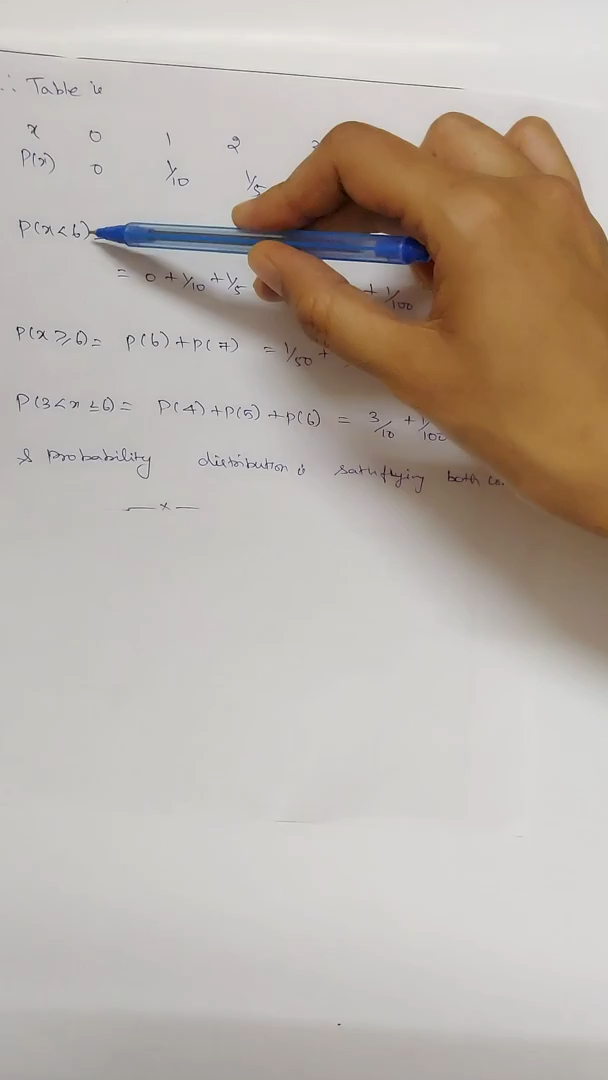 ∴ Table is
x 0 1 2
P(x) 0 1/10 1/5
P(x<6)
= 0 + 1/10 + 1/5 + 1/100
P(x ≥ 6) = P(6) + P(7) = 1/50 +
P(3<x ≤ 6) = P(4) + P(5) + P(6) = 3/10 + 1/100
& Probability distribution is satisfying both
—x—